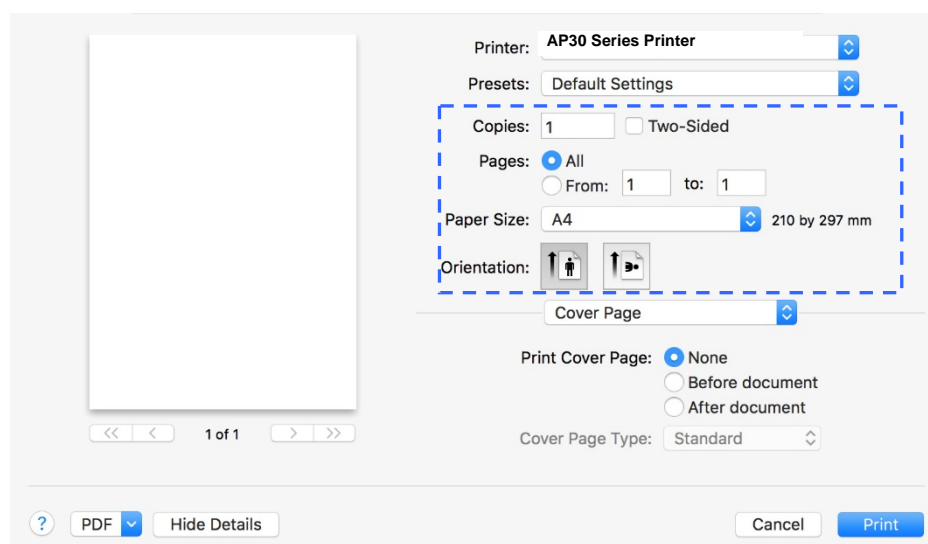 Printer: AP30 Series Printer
Presets: Default Settings
Copies: 1 Two-Sided
Pages: All
From: 1 to: 1
Paper Size: A4 210 by 297 mm
Orientation:
Cover Page
Print Cover Page: None
Before document
After document
<< < 1 of 1 > >>
Cover Page Type: Standard
? PDF Hide Details Cancel Print